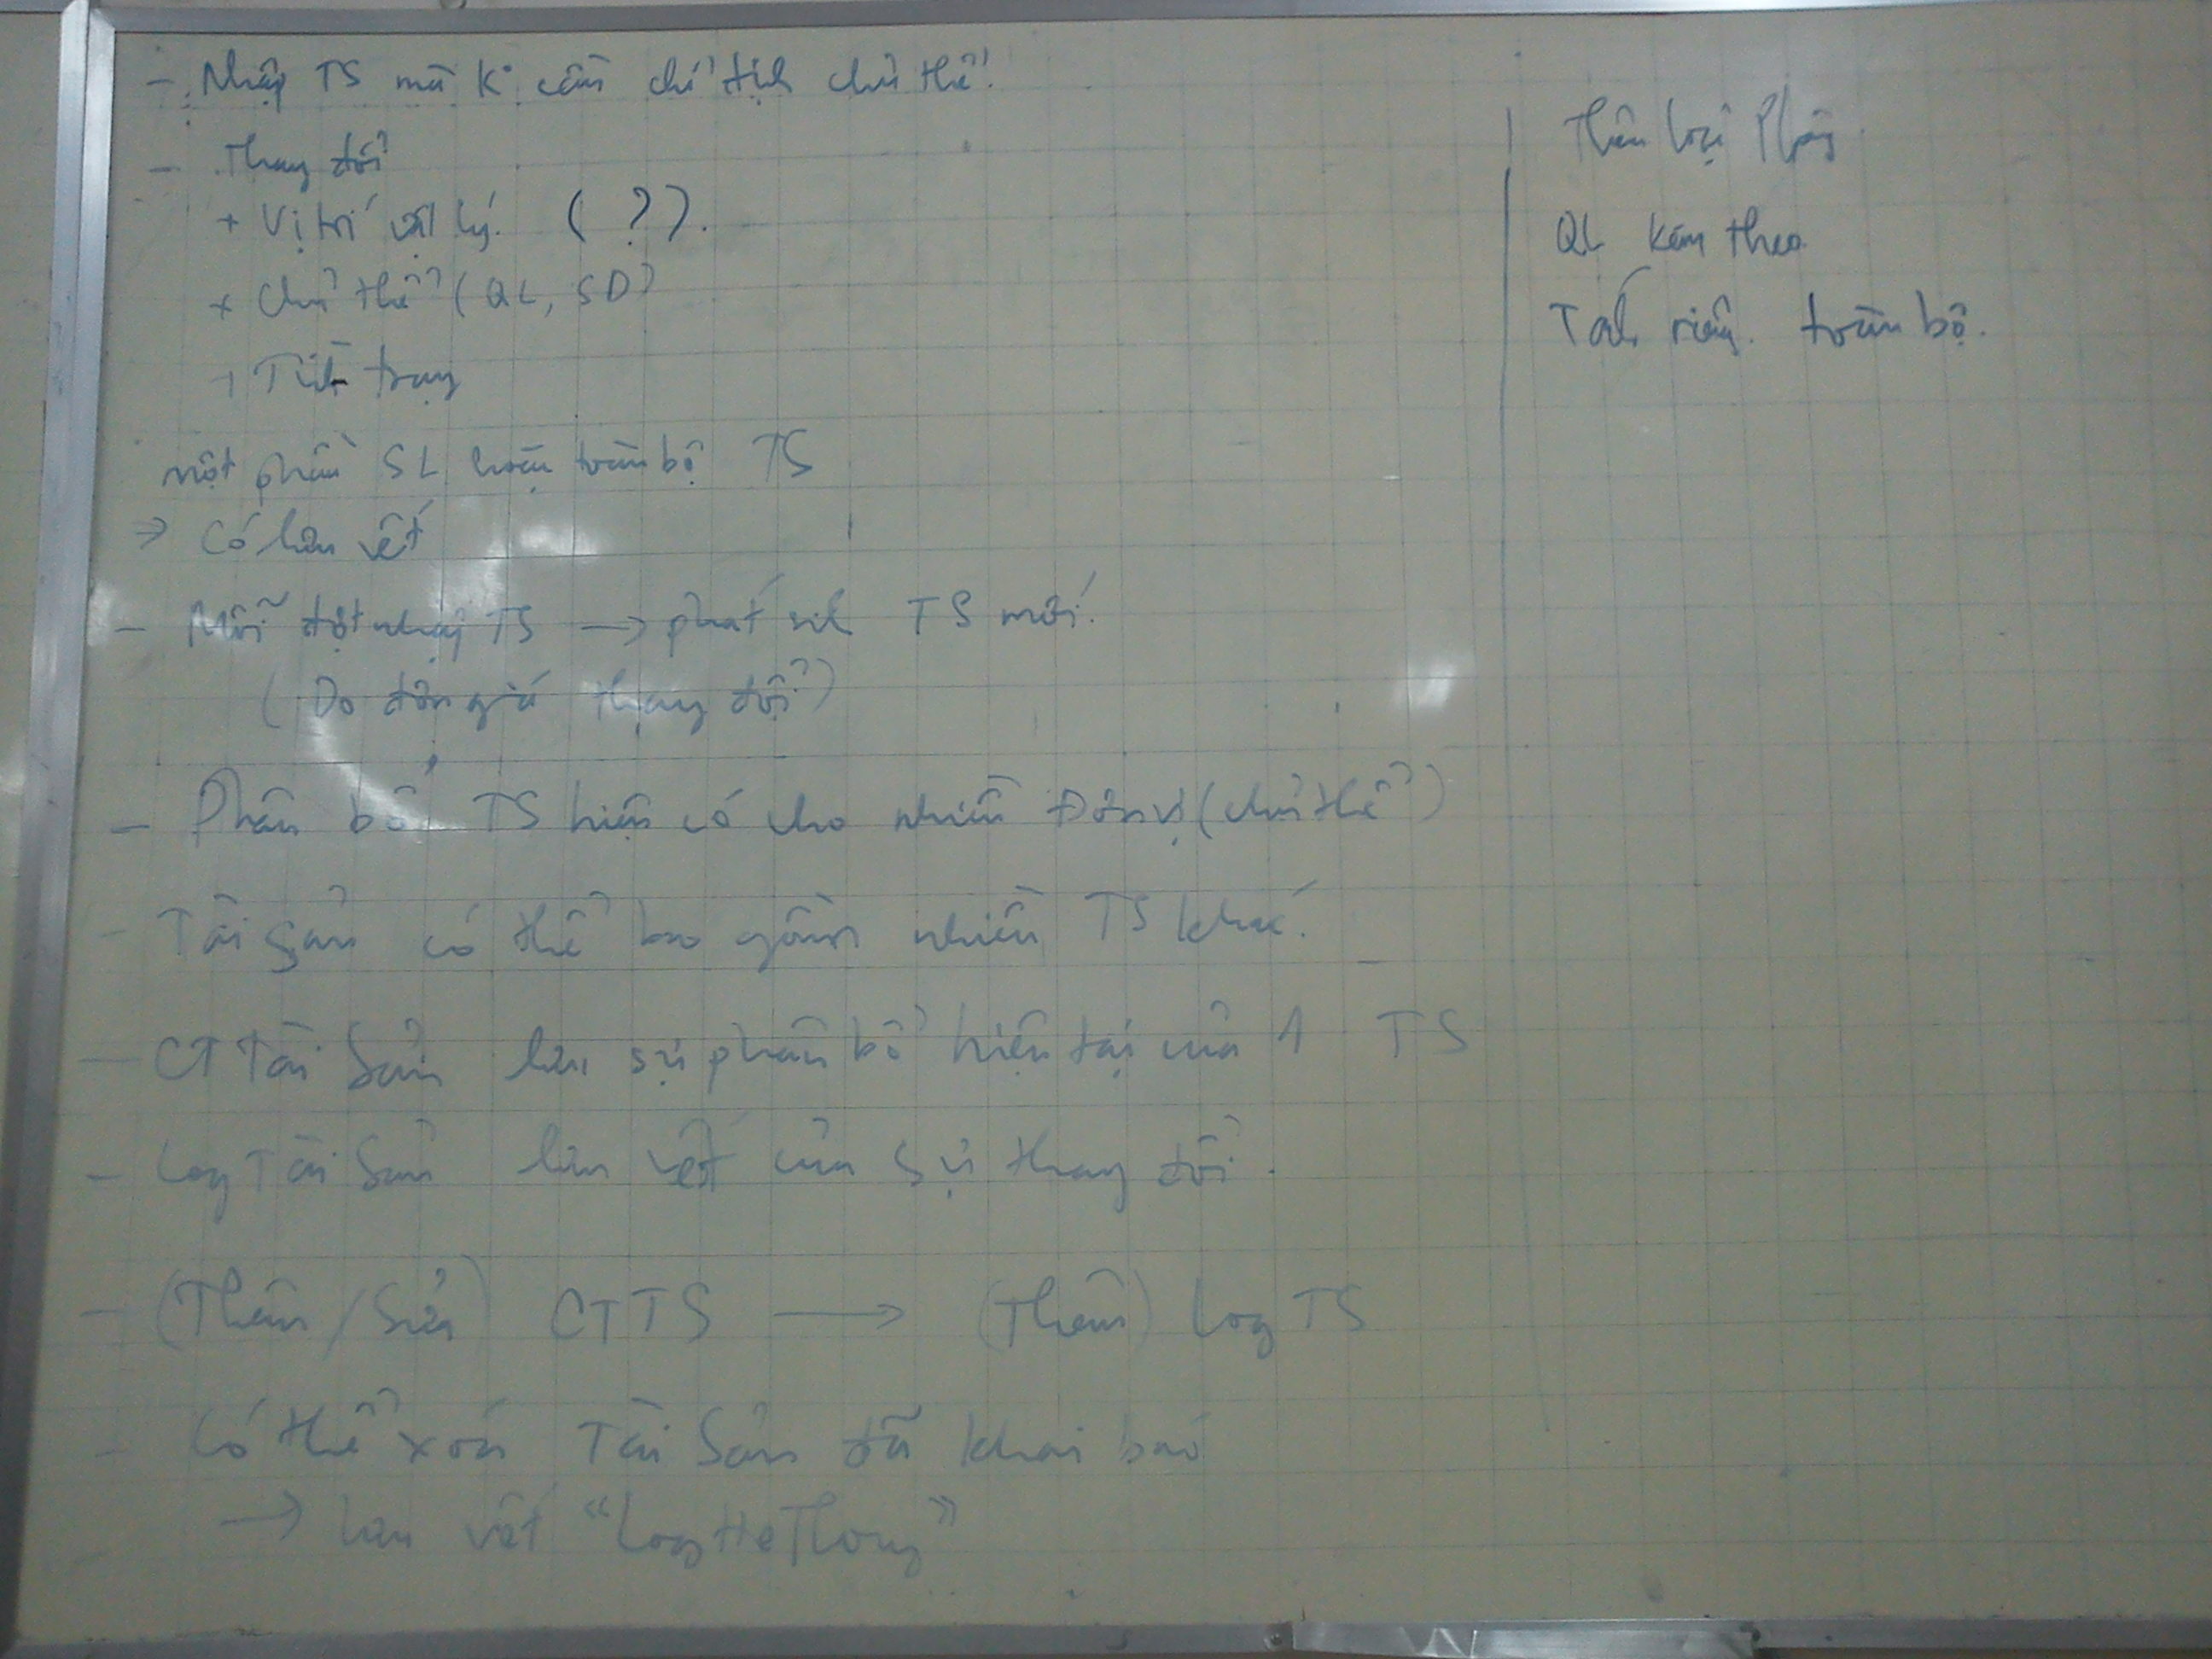 - Nhập TS mà K cần chỉ định chủ thể.
- Thay đổi
+ Vị trí vật lý. ( ? ).
+ Chủ thể (QL, SD)
+ Tình trạng
một phần SL hoặc toàn bộ TS
⇒ Có lưu vết
- Mỗi đợt nhập TS → phát sinh TS mới.
( Do đơn giá thay đổi )
- Phân bổ TS hiện có cho nhiều Đơn vị (chủ thể)
- Tài sản có thể bao gồm nhiều TS khác.
- CT Tài Sản lưu sự phân bổ hiện tại của 1 TS
- Log Tài Sản lưu vết của sự thay đổi.
- (Thêm / Sửa) CTTS → (Thêm) Log TS
- Có thể xóa Tài Sản đã khai báo
→ lưu vết "LogHeThong"
Thêm loại Phòng
QL kèm theo
Tách riêng. toàn bộ.